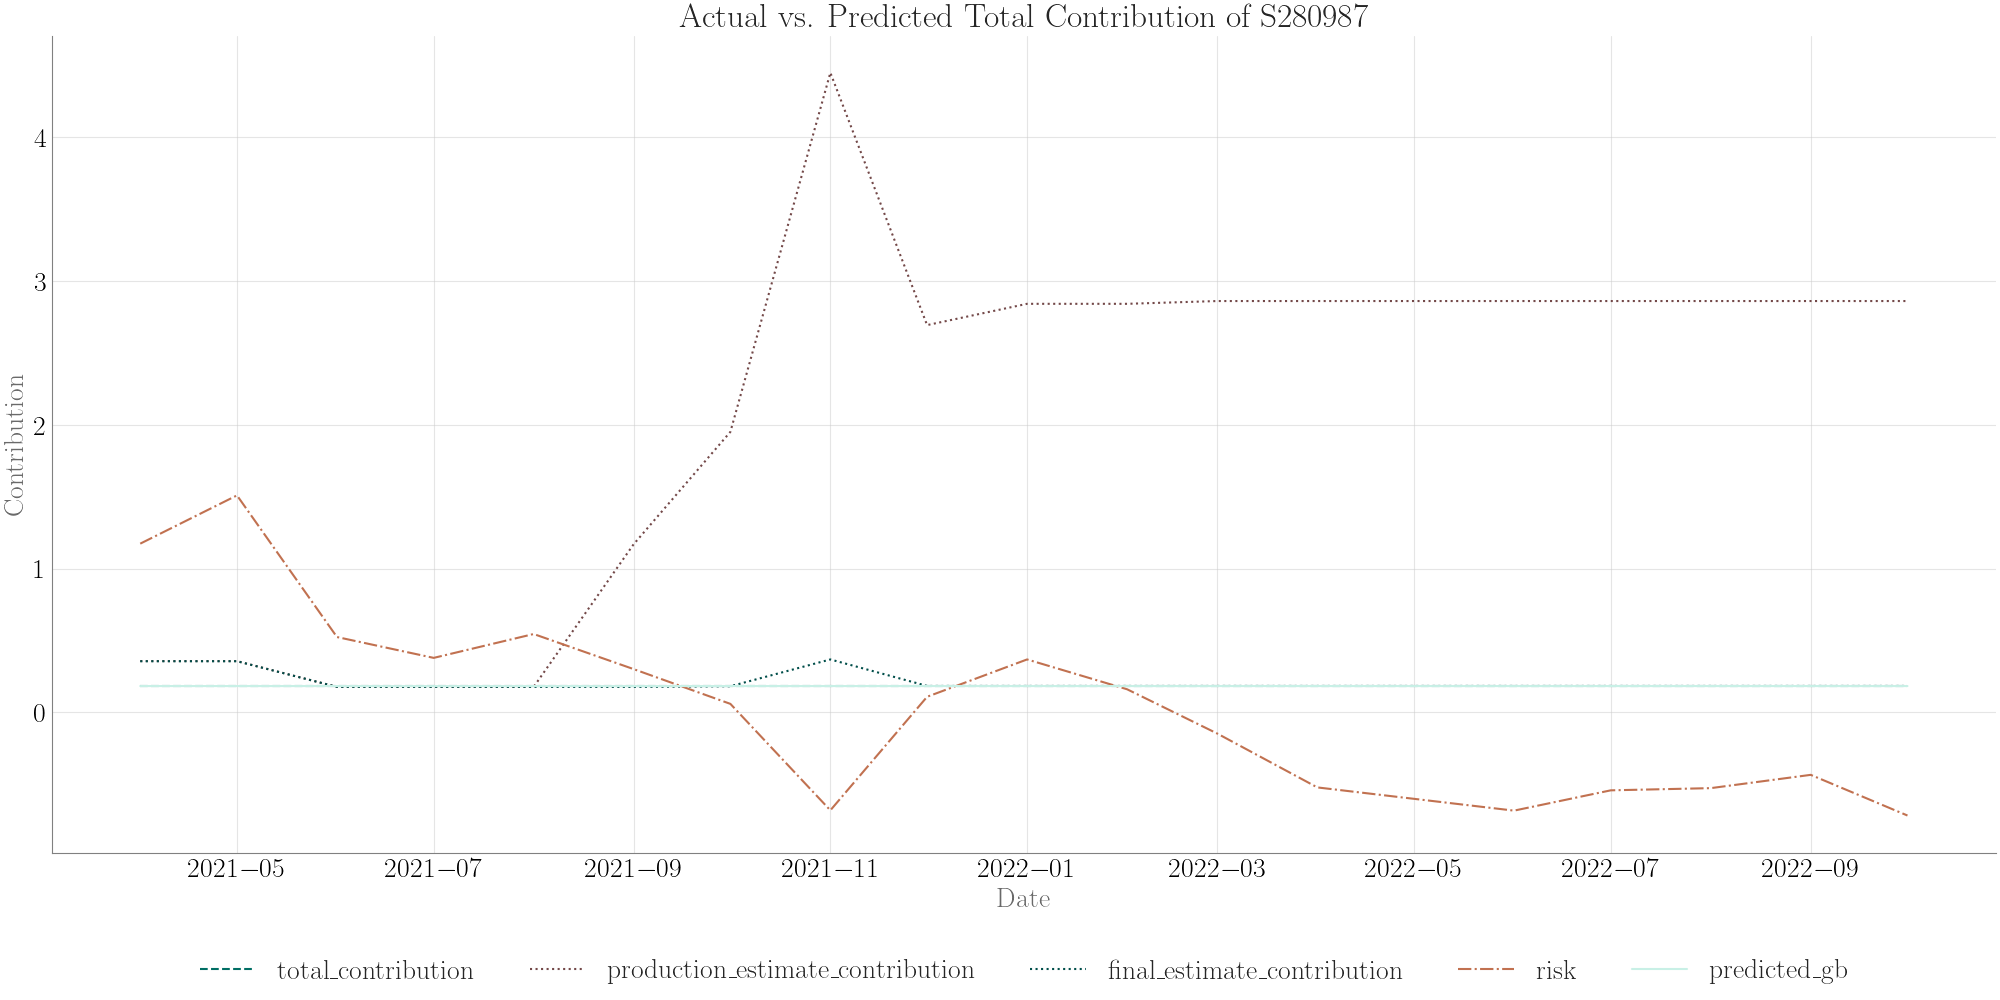 Actual vs. Predicted Total Contribution of S280987
Contribution
4
3
2
1
0
2021−05 2021−07 2021−09 2021−11 2022−01 2022−03 2022−05 2022−07 2022−09
Date
total_contribution production_estimate_contribution final_estimate_contribution risk predicted_gb